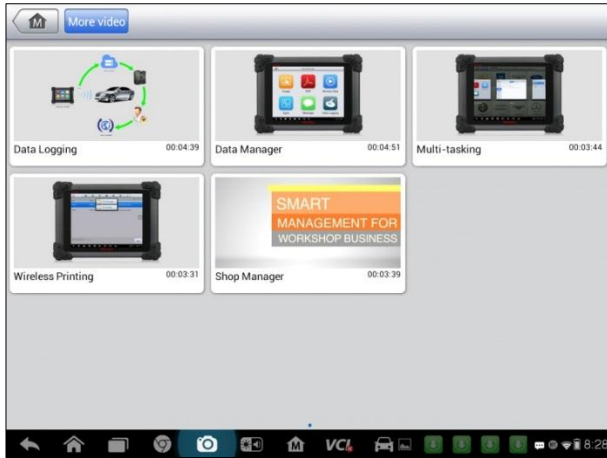 More video
Data Logging 00:04:39
Data Manager 00:04:51
Multi-tasking 00:03:44
SMART
MANAGEMENT FOR
WORKSHOP BUSINESS
Wireless Printing 00:03:31
Shop Manager 00:03:39
VCI 8:28